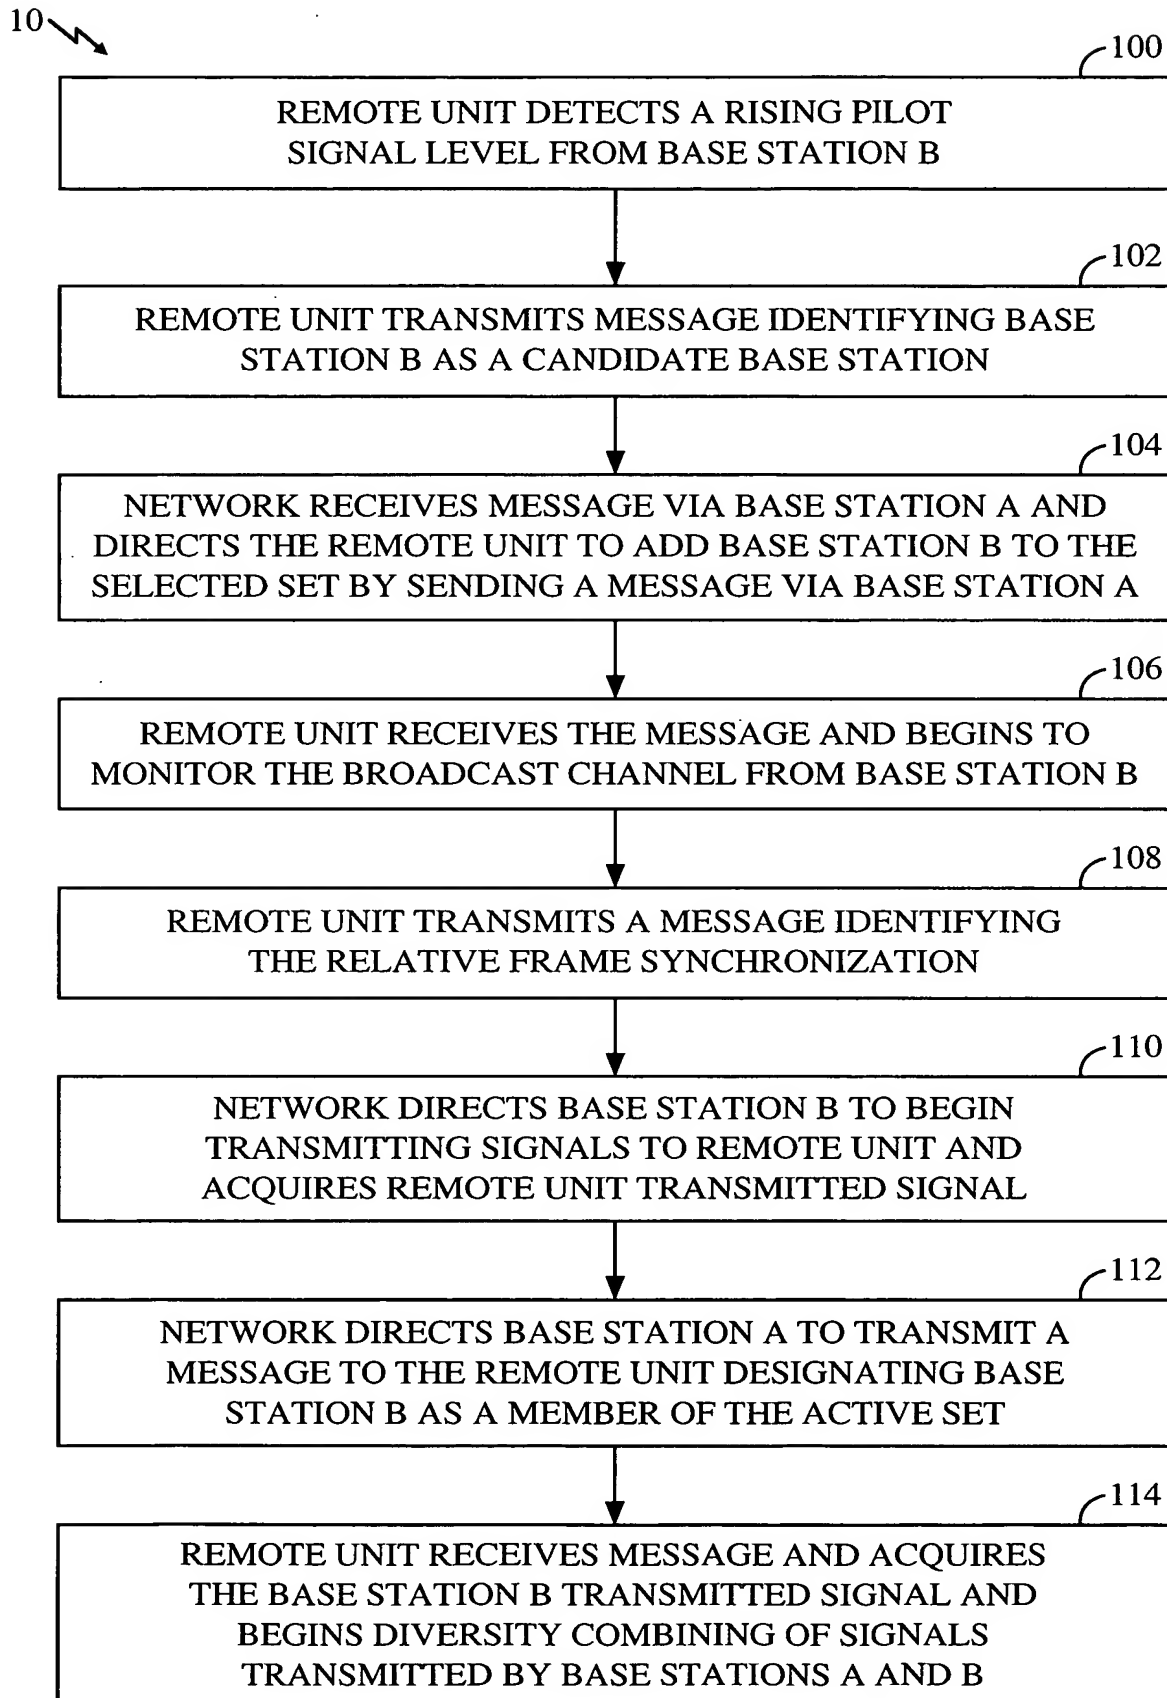 10
100
REMOTE UNIT DETECTS A RISING PILOT
SIGNAL LEVEL FROM BASE STATION B
102
REMOTE UNIT TRANSMITS MESSAGE IDENTIFYING BASE
STATION B AS A CANDIDATE BASE STATION
104
NETWORK RECEIVES MESSAGE VIA BASE STATION A AND
DIRECTS THE REMOTE UNIT TO ADD BASE STATION B TO THE
SELECTED SET BY SENDING A MESSAGE VIA BASE STATION A
106
REMOTE UNIT RECEIVES THE MESSAGE AND BEGINS TO
MONITOR THE BROADCAST CHANNEL FROM BASE STATION B
108
REMOTE UNIT TRANSMITS A MESSAGE IDENTIFYING
THE RELATIVE FRAME SYNCHRONIZATION
110
NETWORK DIRECTS BASE STATION B TO BEGIN
TRANSMITTING SIGNALS TO REMOTE UNIT AND
ACQUIRES REMOTE UNIT TRANSMITTED SIGNAL
112
NETWORK DIRECTS BASE STATION A TO TRANSMIT A
MESSAGE TO THE REMOTE UNIT DESIGNATING BASE
STATION B AS A MEMBER OF THE ACTIVE SET
114
REMOTE UNIT RECEIVES MESSAGE AND ACQUIRES
THE BASE STATION B TRANSMITTED SIGNAL AND
BEGINS DIVERSITY COMBINING OF SIGNALS
TRANSMITTED BY BASE STATIONS A AND B